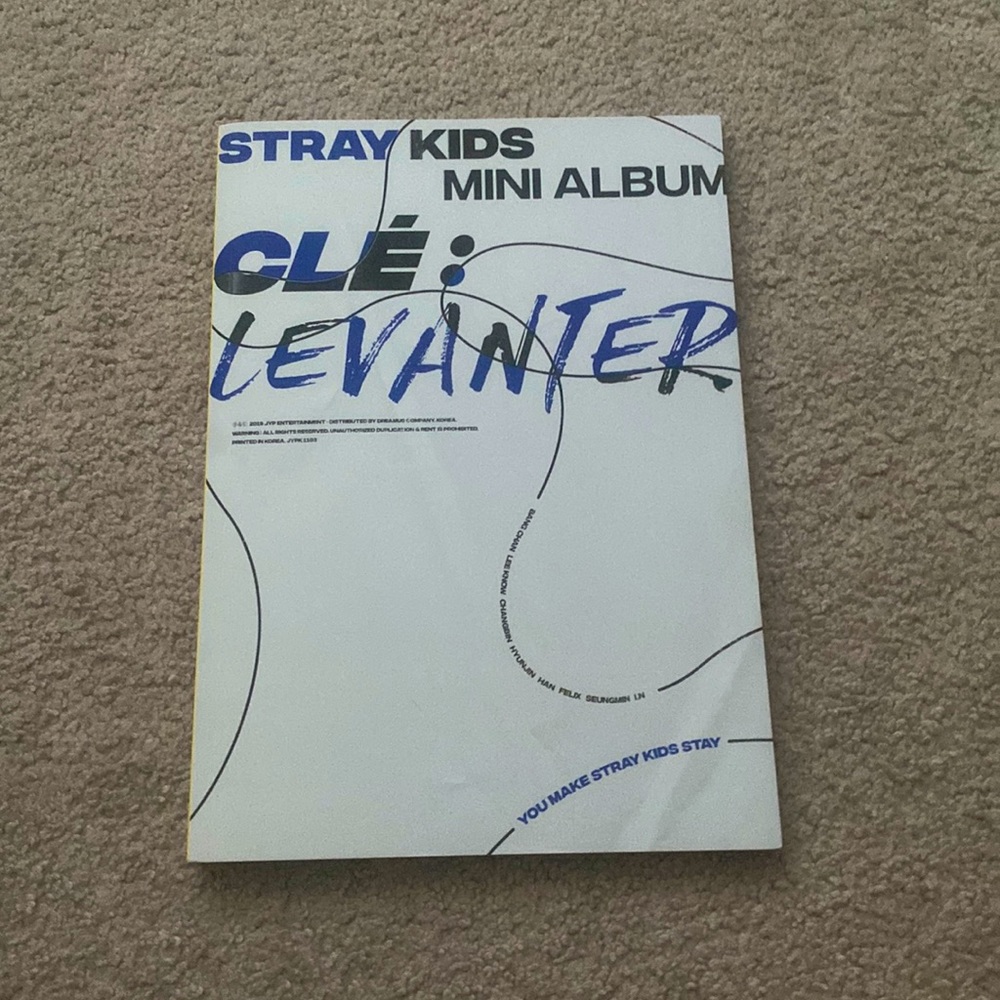 STRAY KIDS
MINI ALBUM
CLÉ :
LEVANTER
℗&© 2019 JYP ENTERTAINMENT · DISTRIBUTED BY DREAMUS COMPANY, KOREA.
WARNING: ALL RIGHTS RESERVED. UNAUTHORIZED DUPLICATION & RENT IS PROHIBITED.
PRINTED IN KOREA.
BANG CHAN LEE KNOW CHANGBIN HYUNJIN HAN FELIX SEUNGMIN I.N
YOU MAKE STRAY KIDS STAY